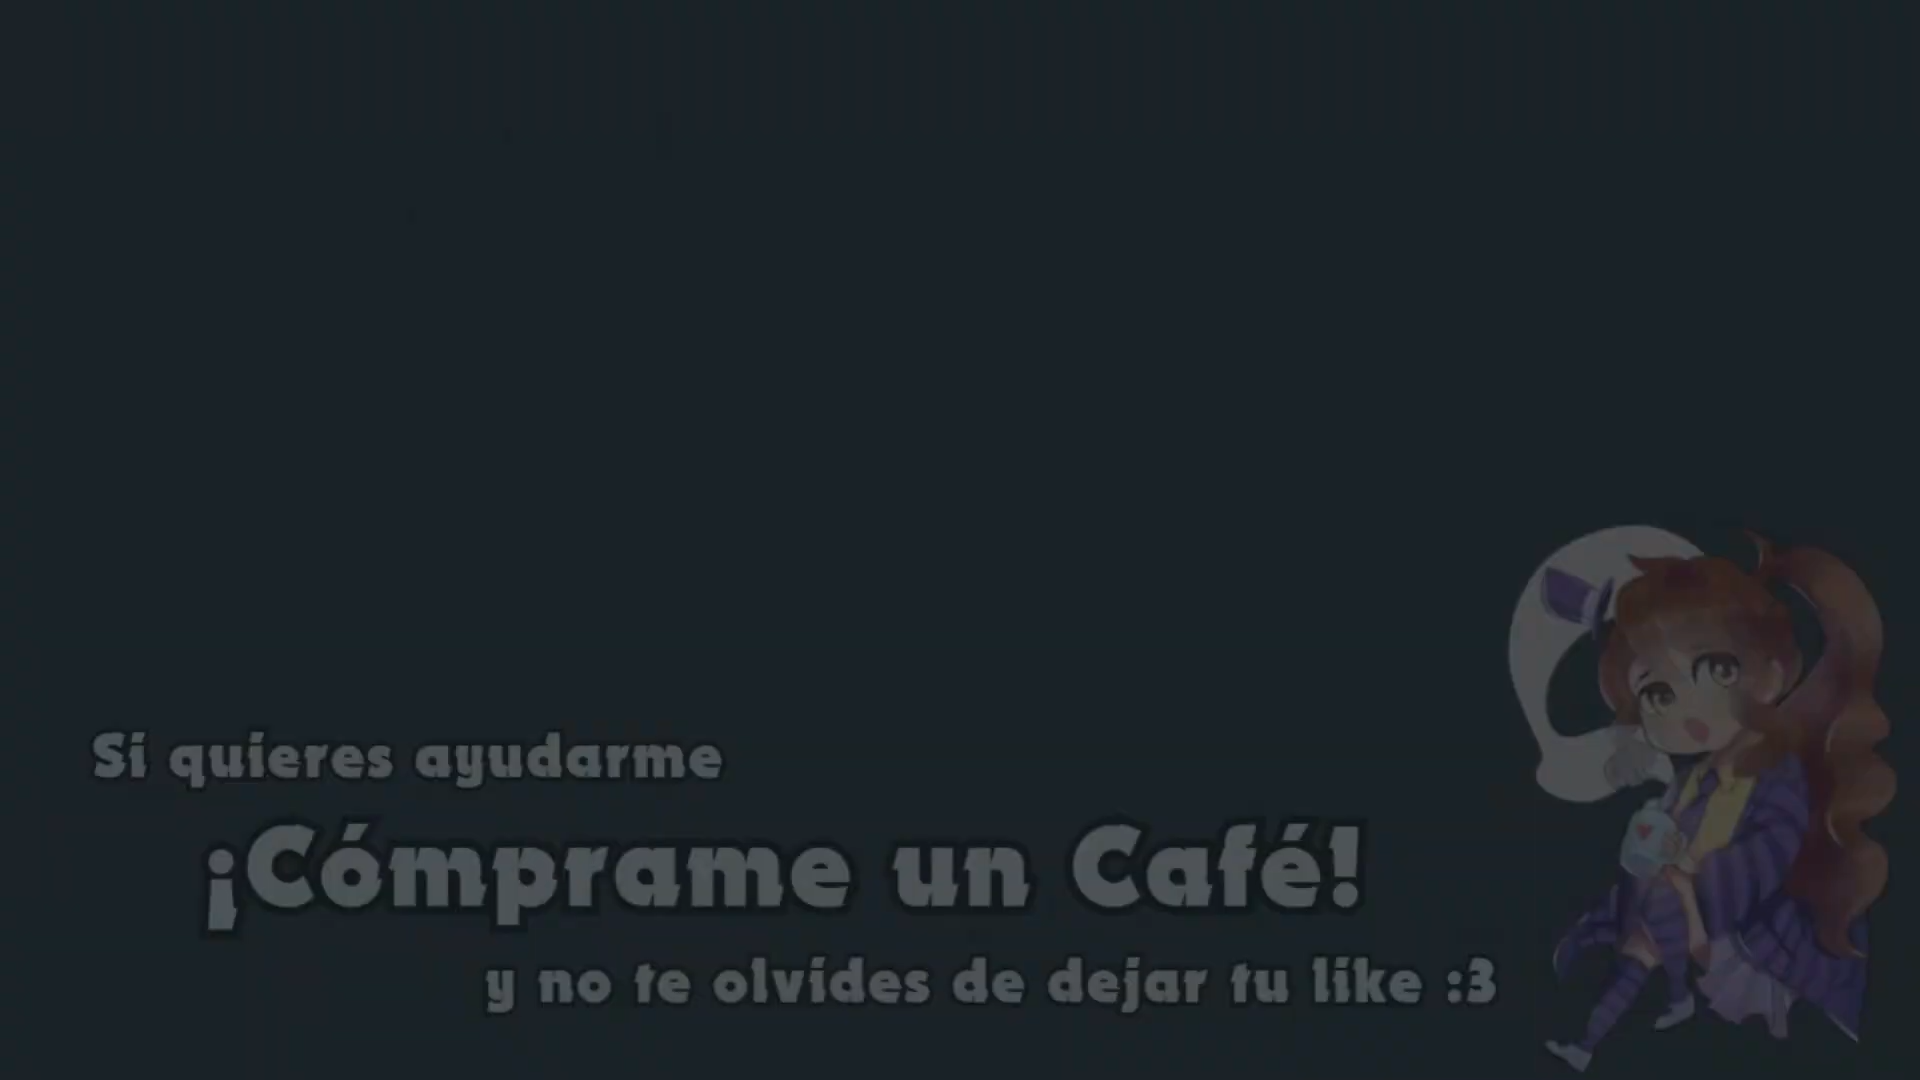 Si quieres ayudarme
¡Cómprame un Café!
y no te olvides de dejar tu like :3